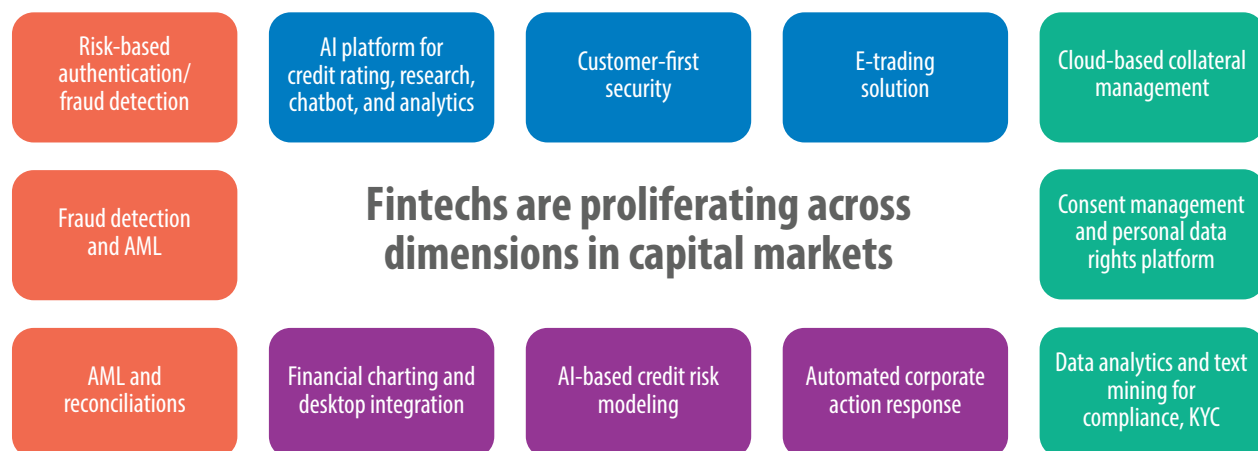 Risk-based
authentication/
fraud detection
AI platform for
credit rating, research,
chatbot, and analytics
Customer-first
security
E-trading
solution
Cloud-based collateral
management
Fraud detection
and AML
Fintechs are proliferating across
dimensions in capital markets
Consent management
and personal data
rights platform
AML and
reconciliations
Financial charting and
desktop integration
AI-based credit risk
modeling
Automated corporate
action response
Data analytics and text
mining for
compliance, KYC